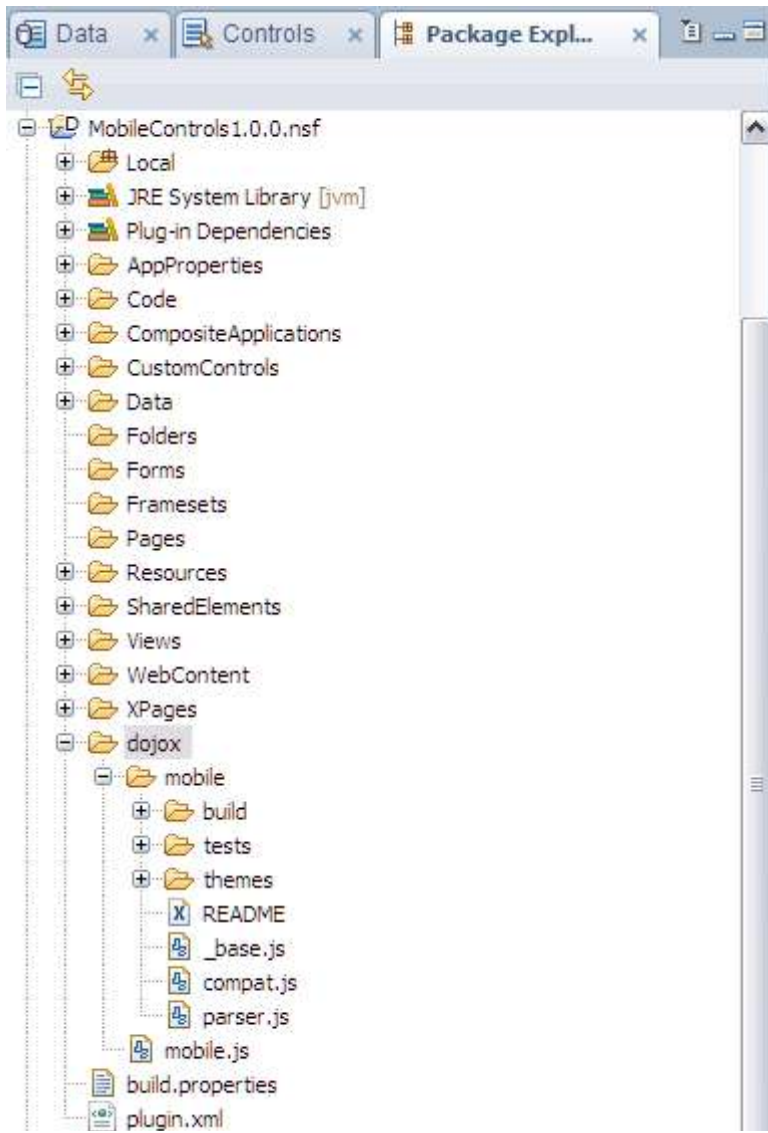 Data Controls Package Expl...
MobileControls1.0.0.nsf
Local
JRE System Library [jvm]
Plug-in Dependencies
AppProperties
Code
CompositeApplications
CustomControls
Data
Folders
Forms
Framesets
Pages
Resources
SharedElements
Views
WebContent
XPages
dojox
mobile
build
tests
themes
README
_base.js
compat.js
parser.js
mobile.js
build.properties
plugin.xml